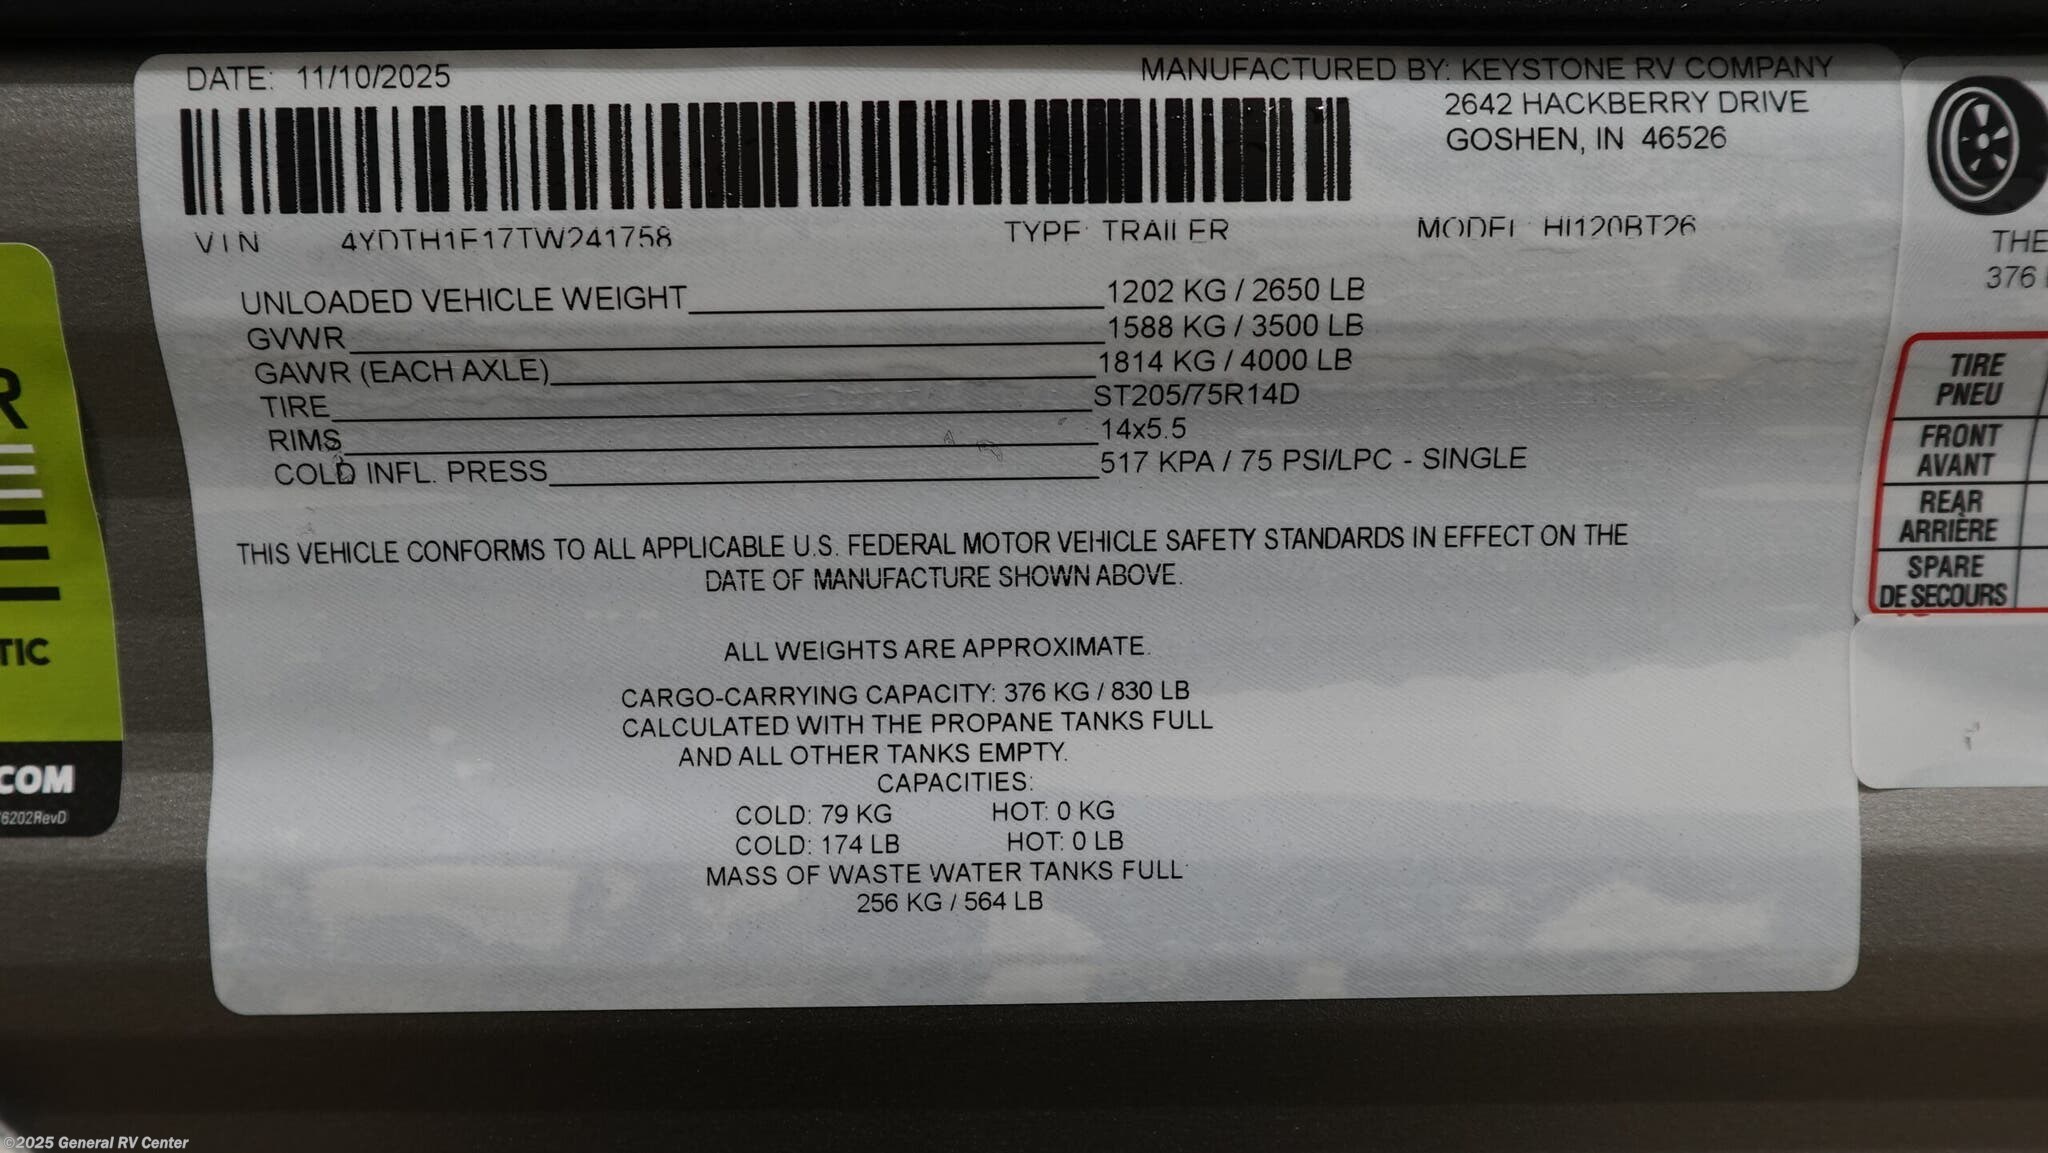 DATE: 11/10/2025
MANUFACTURED BY: KEYSTONE RV COMPANY
2642 HACKBERRY DRIVE
GOSHEN, IN 46526
VIN 4YDTH1F17TW241758 TYPE: TRAILER MODEL: HI120BT26
UNLOADED VEHICLE WEIGHT 1202 KG / 2650 LB
GVWR 1588 KG / 3500 LB
GAWR (EACH AXLE) 1814 KG / 4000 LB
TIRE ST205/75R14D
RIMS 14x5.5
COLD INFL. PRESS 517 KPA / 75 PSI/LPC - SINGLE
THIS VEHICLE CONFORMS TO ALL APPLICABLE U.S. FEDERAL MOTOR VEHICLE SAFETY STANDARDS IN EFFECT ON THE
DATE OF MANUFACTURE SHOWN ABOVE.
ALL WEIGHTS ARE APPROXIMATE.
CARGO-CARRYING CAPACITY: 376 KG / 830 LB
CALCULATED WITH THE PROPANE TANKS FULL
AND ALL OTHER TANKS EMPTY.
CAPACITIES:
COLD: 79 KG HOT: 0 KG
COLD: 174 LB HOT: 0 LB
MASS OF WASTE WATER TANKS FULL
256 KG / 564 LB
THE
376
TIRE
PNEU
FRONT
AVANT
REAR
ARRIÈRE
SPARE
DE SECOURS
R
TIC
.COM
6202RevD
©2025 General RV Center